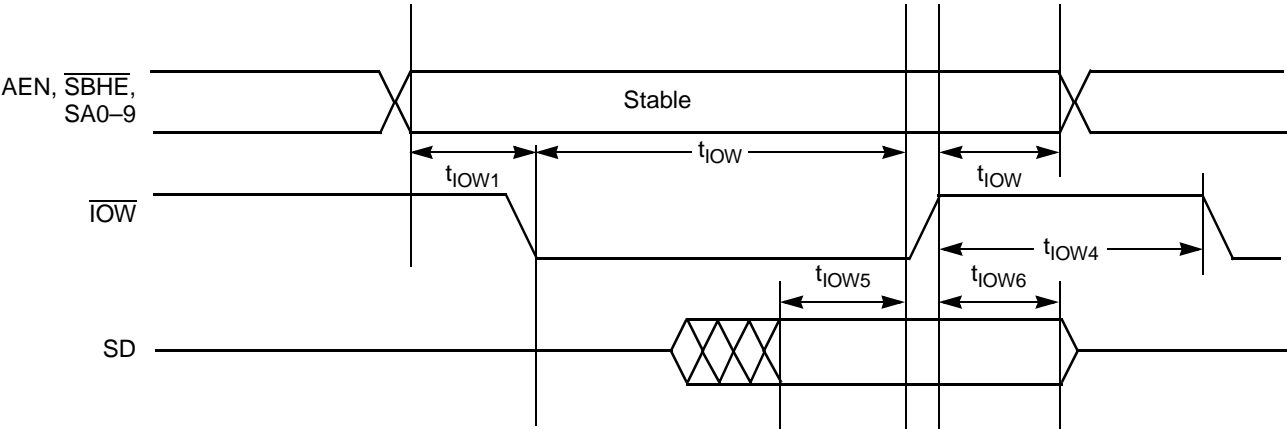 AEN, SBHE,
SA0–9
Stable
tIOW1
tIOW
tIOW
IOW
tIOW4
tIOW5
tIOW6
SD